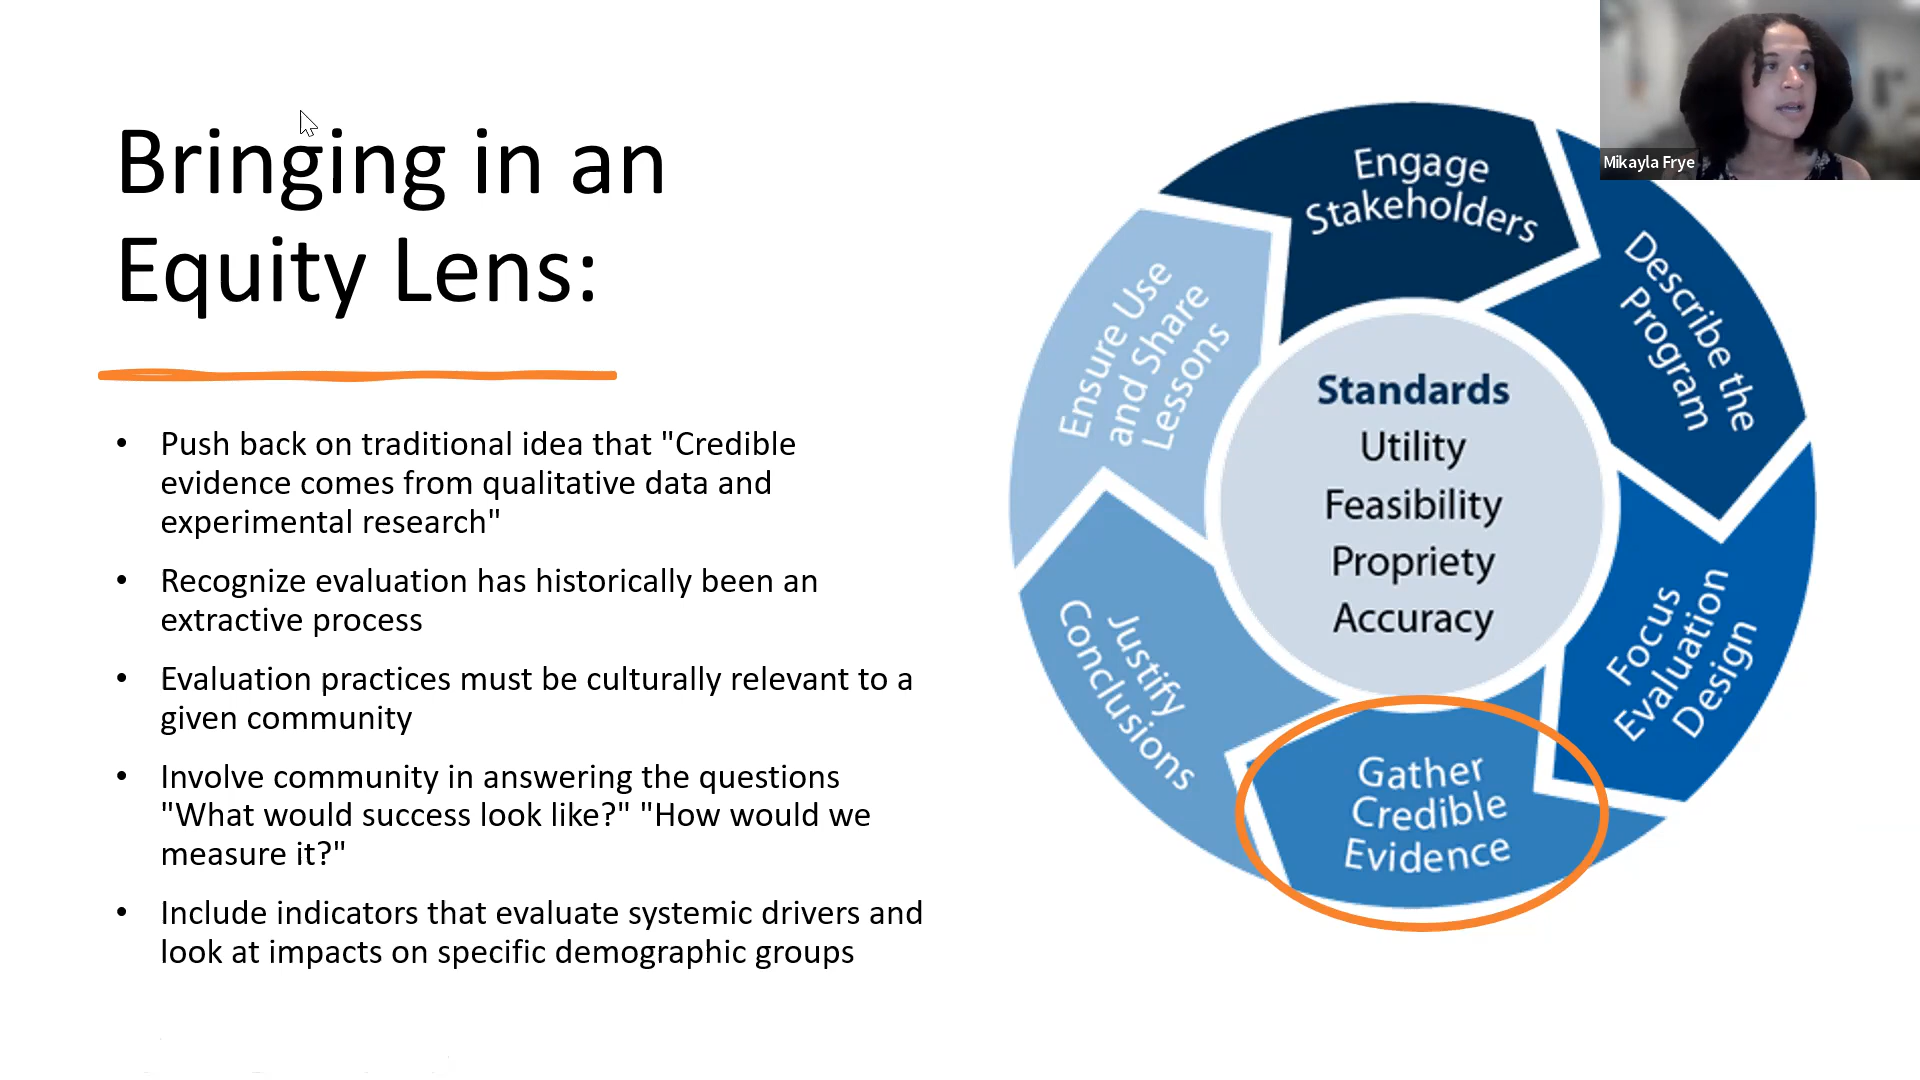 Bringing in an
Equity Lens:
• Push back on traditional idea that "Credible
evidence comes from qualitative data and
experimental research"
• Recognize evaluation has historically been an
extractive process
• Evaluation practices must be culturally relevant to a
given community
• Involve community in answering the questions
"What would success look like?" "How would we
measure it?"
• Include indicators that evaluate systemic drivers and
look at impacts on specific demographic groups
Engage
Stakeholders
Describe the
Program
Focus
Evaluation
Design
Gather
Credible
Evidence
Justify
Conclusions
Ensure Use
and Share
Lessons
Standards
Utility
Feasibility
Propriety
Accuracy
Mikayla Frye